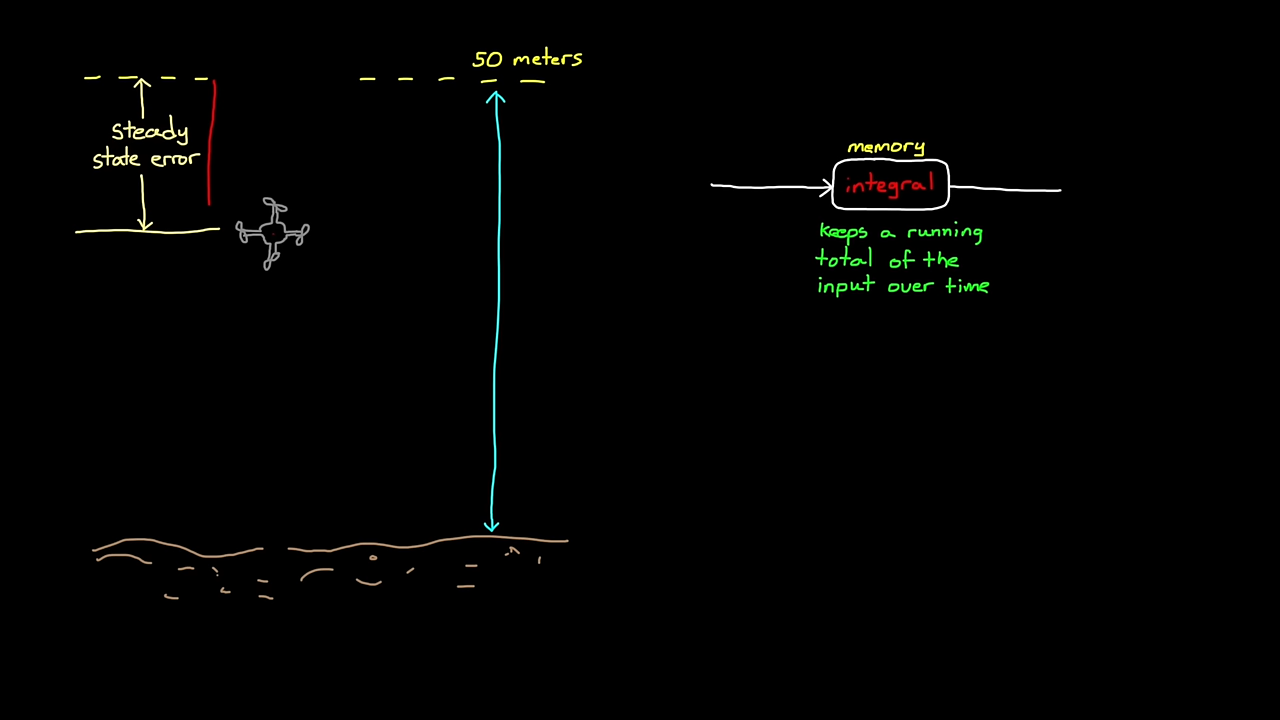 50 meters
steady
state error
memory
integral
keeps a running
total of the
input over time